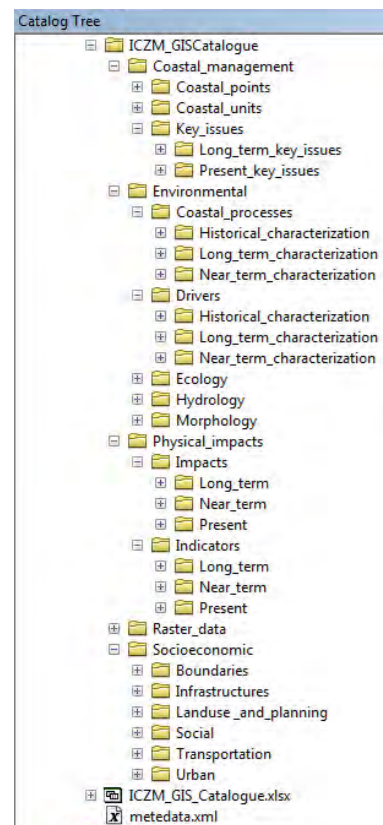 Catalog Tree
ICZM_GISCatalogue
Coastal_management
Coastal_points
Coastal_units
Key_issues
Long_term_key_issues
Present_key_issues
Environmental
Coastal_processes
Historical_characterization
Long_term_characterization
Near_term_characterization
Drivers
Historical_characterization
Long_term_characterization
Near_term_characterization
Ecology
Hydrology
Morphology
Physical_impacts
Impacts
Long_term
Near_term
Present
Indicators
Long_term
Near_term
Present
Raster_data
Socioeconomic
Boundaries
Infrastructures
Landuse _and_planning
Social
Transportation
Urban
ICZM_GIS_Catalogue.xlsx
metedata.xml